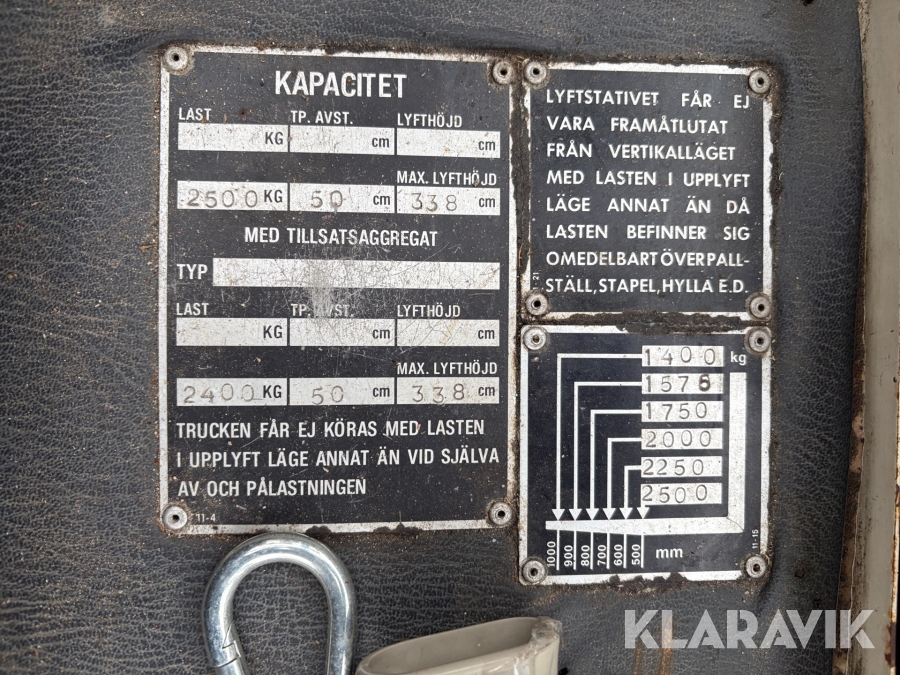 KAPACITET
LAST TP. AVST. LYFTHÖJD
KG cm cm
MAX. LYFTHÖJD
2500 KG 50 cm 338 cm
MED TILLSATSAGGREGAT
TYP
LAST TP. AVST. LYFTHÖJD
KG cm cm
MAX. LYFTHÖJD
2400 KG 50 cm 338 cm
TRUCKEN FÅR EJ KÖRAS MED LASTEN
I UPPLYFT LÄGE ANNAT ÄN VID SJÄLVA
AV OCH PÅLASTNINGEN
11-4
LYFTSTATIVET FÅR EJ
VARA FRAMÅTLUTAT
FRÅN VERTIKALLÄGET
MED LASTEN I UPPLYFT
LÄGE ANNAT ÄN DÅ
LASTEN BEFINNER SIG
OMEDELBART ÖVER PALL-
STÄLL, STAPEL, HYLLA E.D.
1400 kg
1575
1750
2000
2250
2500
1000 900 800 700 600 500 mm
11-15
KLARAVIK